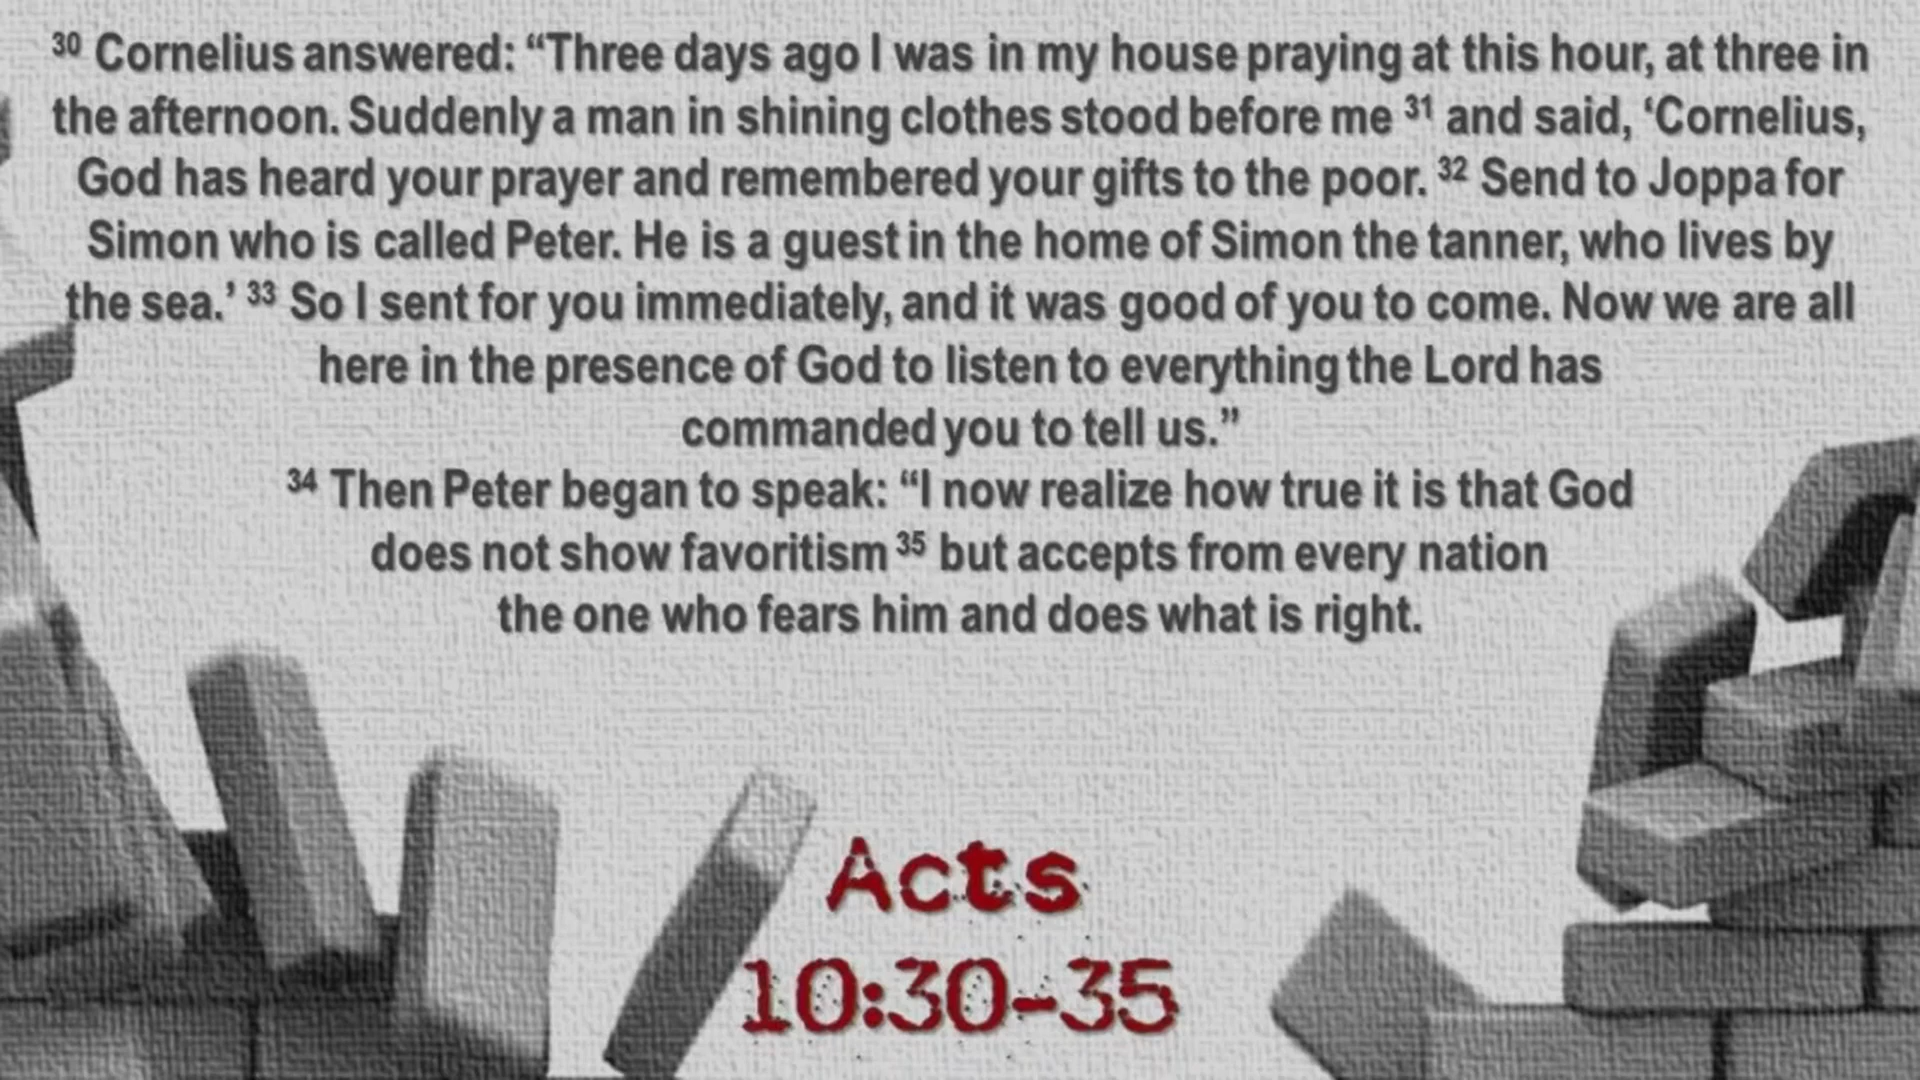 30 Cornelius answered: “Three days ago I was in my house praying at this hour, at three in
the afternoon. Suddenly a man in shining clothes stood before me 31 and said, ‘Cornelius,
God has heard your prayer and remembered your gifts to the poor. 32 Send to Joppa for
Simon who is called Peter. He is a guest in the home of Simon the tanner, who lives by
the sea.’ 33 So I sent for you immediately, and it was good of you to come. Now we are all
here in the presence of God to listen to everything the Lord has
commanded you to tell us.”
34 Then Peter began to speak: “I now realize how true it is that God
does not show favoritism 35 but accepts from every nation
the one who fears him and does what is right.
Acts
10:30-35